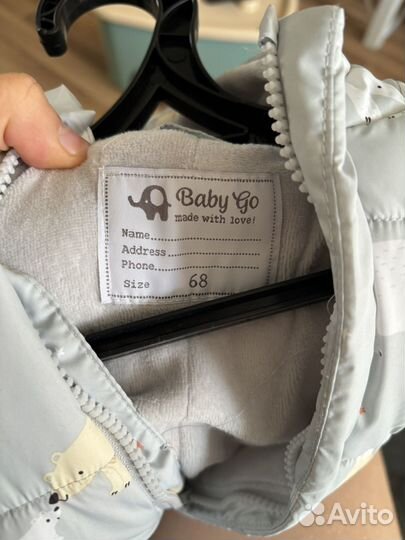 Baby Go
made with love!
Name
Address
Phone
Size 68
Avito